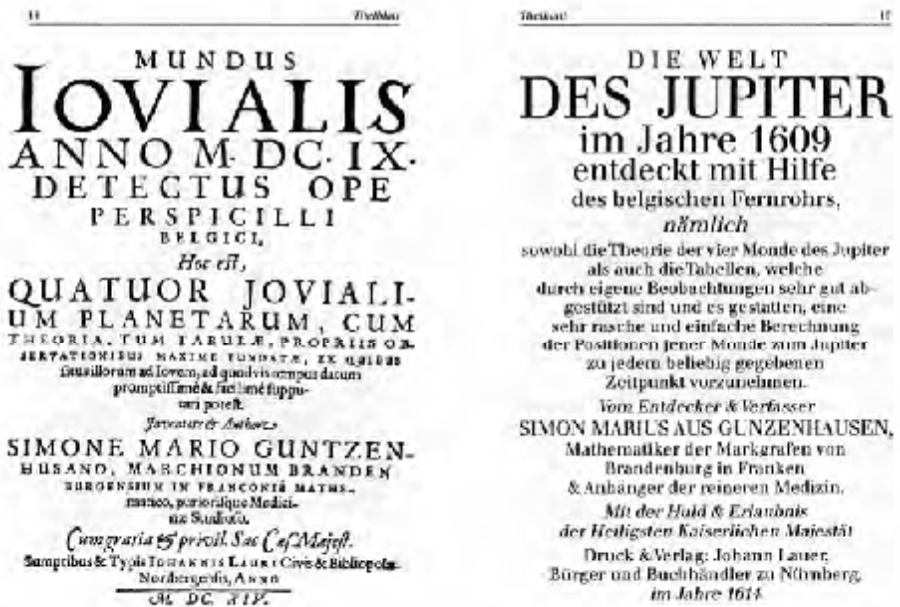 14 Titelblatt
MUNDUS
IOVIALIS
ANNO M·DC·IX·
DETECTUS OPE
PERSPICILLI
BELGICI,
Hoc est,
QUATUOR JOVIALI-
UM PLANETARUM, CUM
THEORIA, TUM TABULÆ, PROPRIIS OB-
SERVATIONIBUS MAXIME FUNDATÆ, EX QUIBUS
situs illorum ad Iovem, ad quodvis tempus datum
promptissimè & facilimè suppu-
tari potest.
Inventore & Authore
SIMONE MARIO GUNTZEN-
HUSANO, MARCHIONUM BRANDEN
BURGENSIUM IN FRANCONIA MATHE-
matico, puriorisque Medici-
næ Studioso.
Cum gratia & privil. Sac. Cæs. Majest.
Sumptibus & Typis IOHANNIS LAURI Civis & Bibliopolæ
Noribergensis, ANNO
M. DC. XIV.
Titelblatt 15
DIE WELT
DES JUPITER
im Jahre 1609
entdeckt mit Hilfe
des belgischen Fernrohrs,
nämlich
sowohl die Theorie der vier Monde des Jupiter
als auch die Tabellen, welche
durch eigene Beobachtungen sehr gut ab-
gestützt sind und es gestatten, eine
sehr rasche und einfache Berechnung
der Positionen jener Monde zum Jupiter
zu jedem beliebig gegebenen
Zeitpunkt vorzunehmen.
Vom Entdecker & Verfasser
SIMON MARIUS AUS GUNZENHAUSEN,
Mathematiker der Markgrafen von
Brandenburg in Franken
& Anhänger der reineren Medizin.
Mit der Huld & Erlaubnis
der Heiligsten Kaiserlichen Majestät
Druck & Verlag: Johann Lauer,
Bürger und Buchhändler zu Nürnberg,
im Jahre 1614